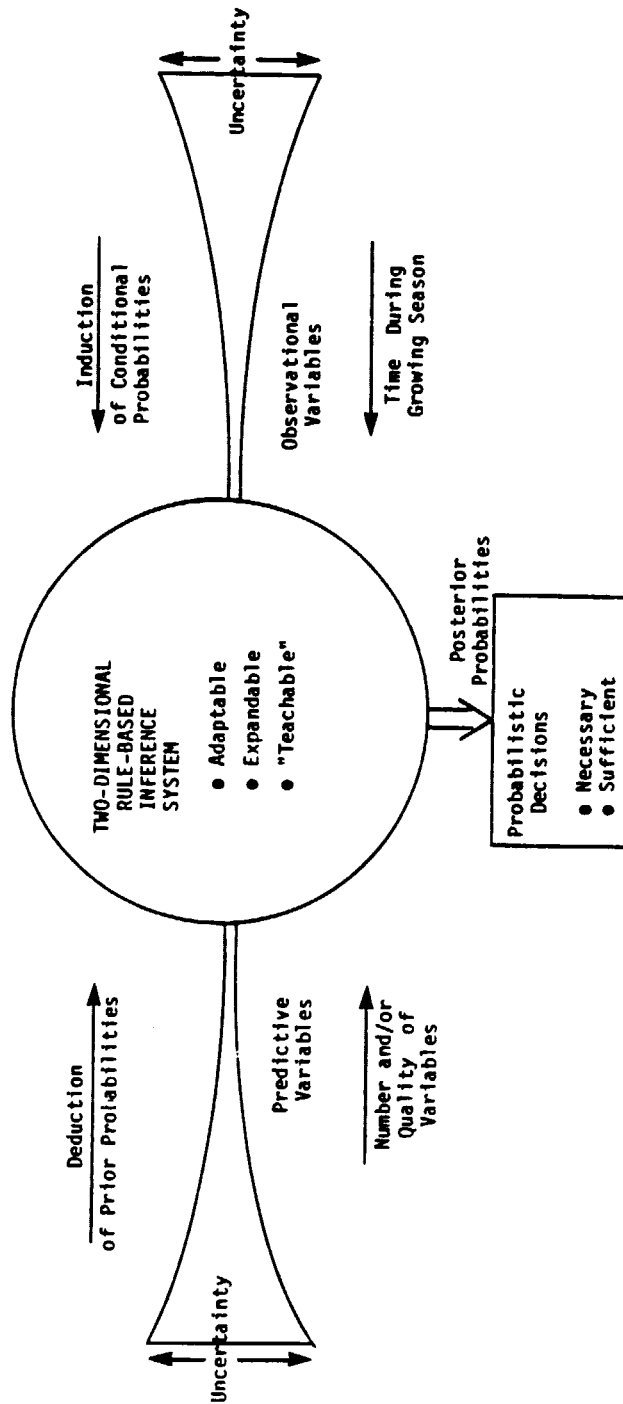 Deduction
of Prior Prolabilities
Uncertainty
Predictive
Variables
Number and/or
Quality of
Variables
TWO-DIMENSIONAL
RULE-BASED
INFERENCE
SYSTEM
● Adaptable
● Expandable
● "Teachable"
Posterior
Probabilities
Probabilistic
Decisions
● Necessary
● Sufficient
Induction
of Conditional
Probabilities
Uncertainty
Observational
Variables
Time During
Growing Season